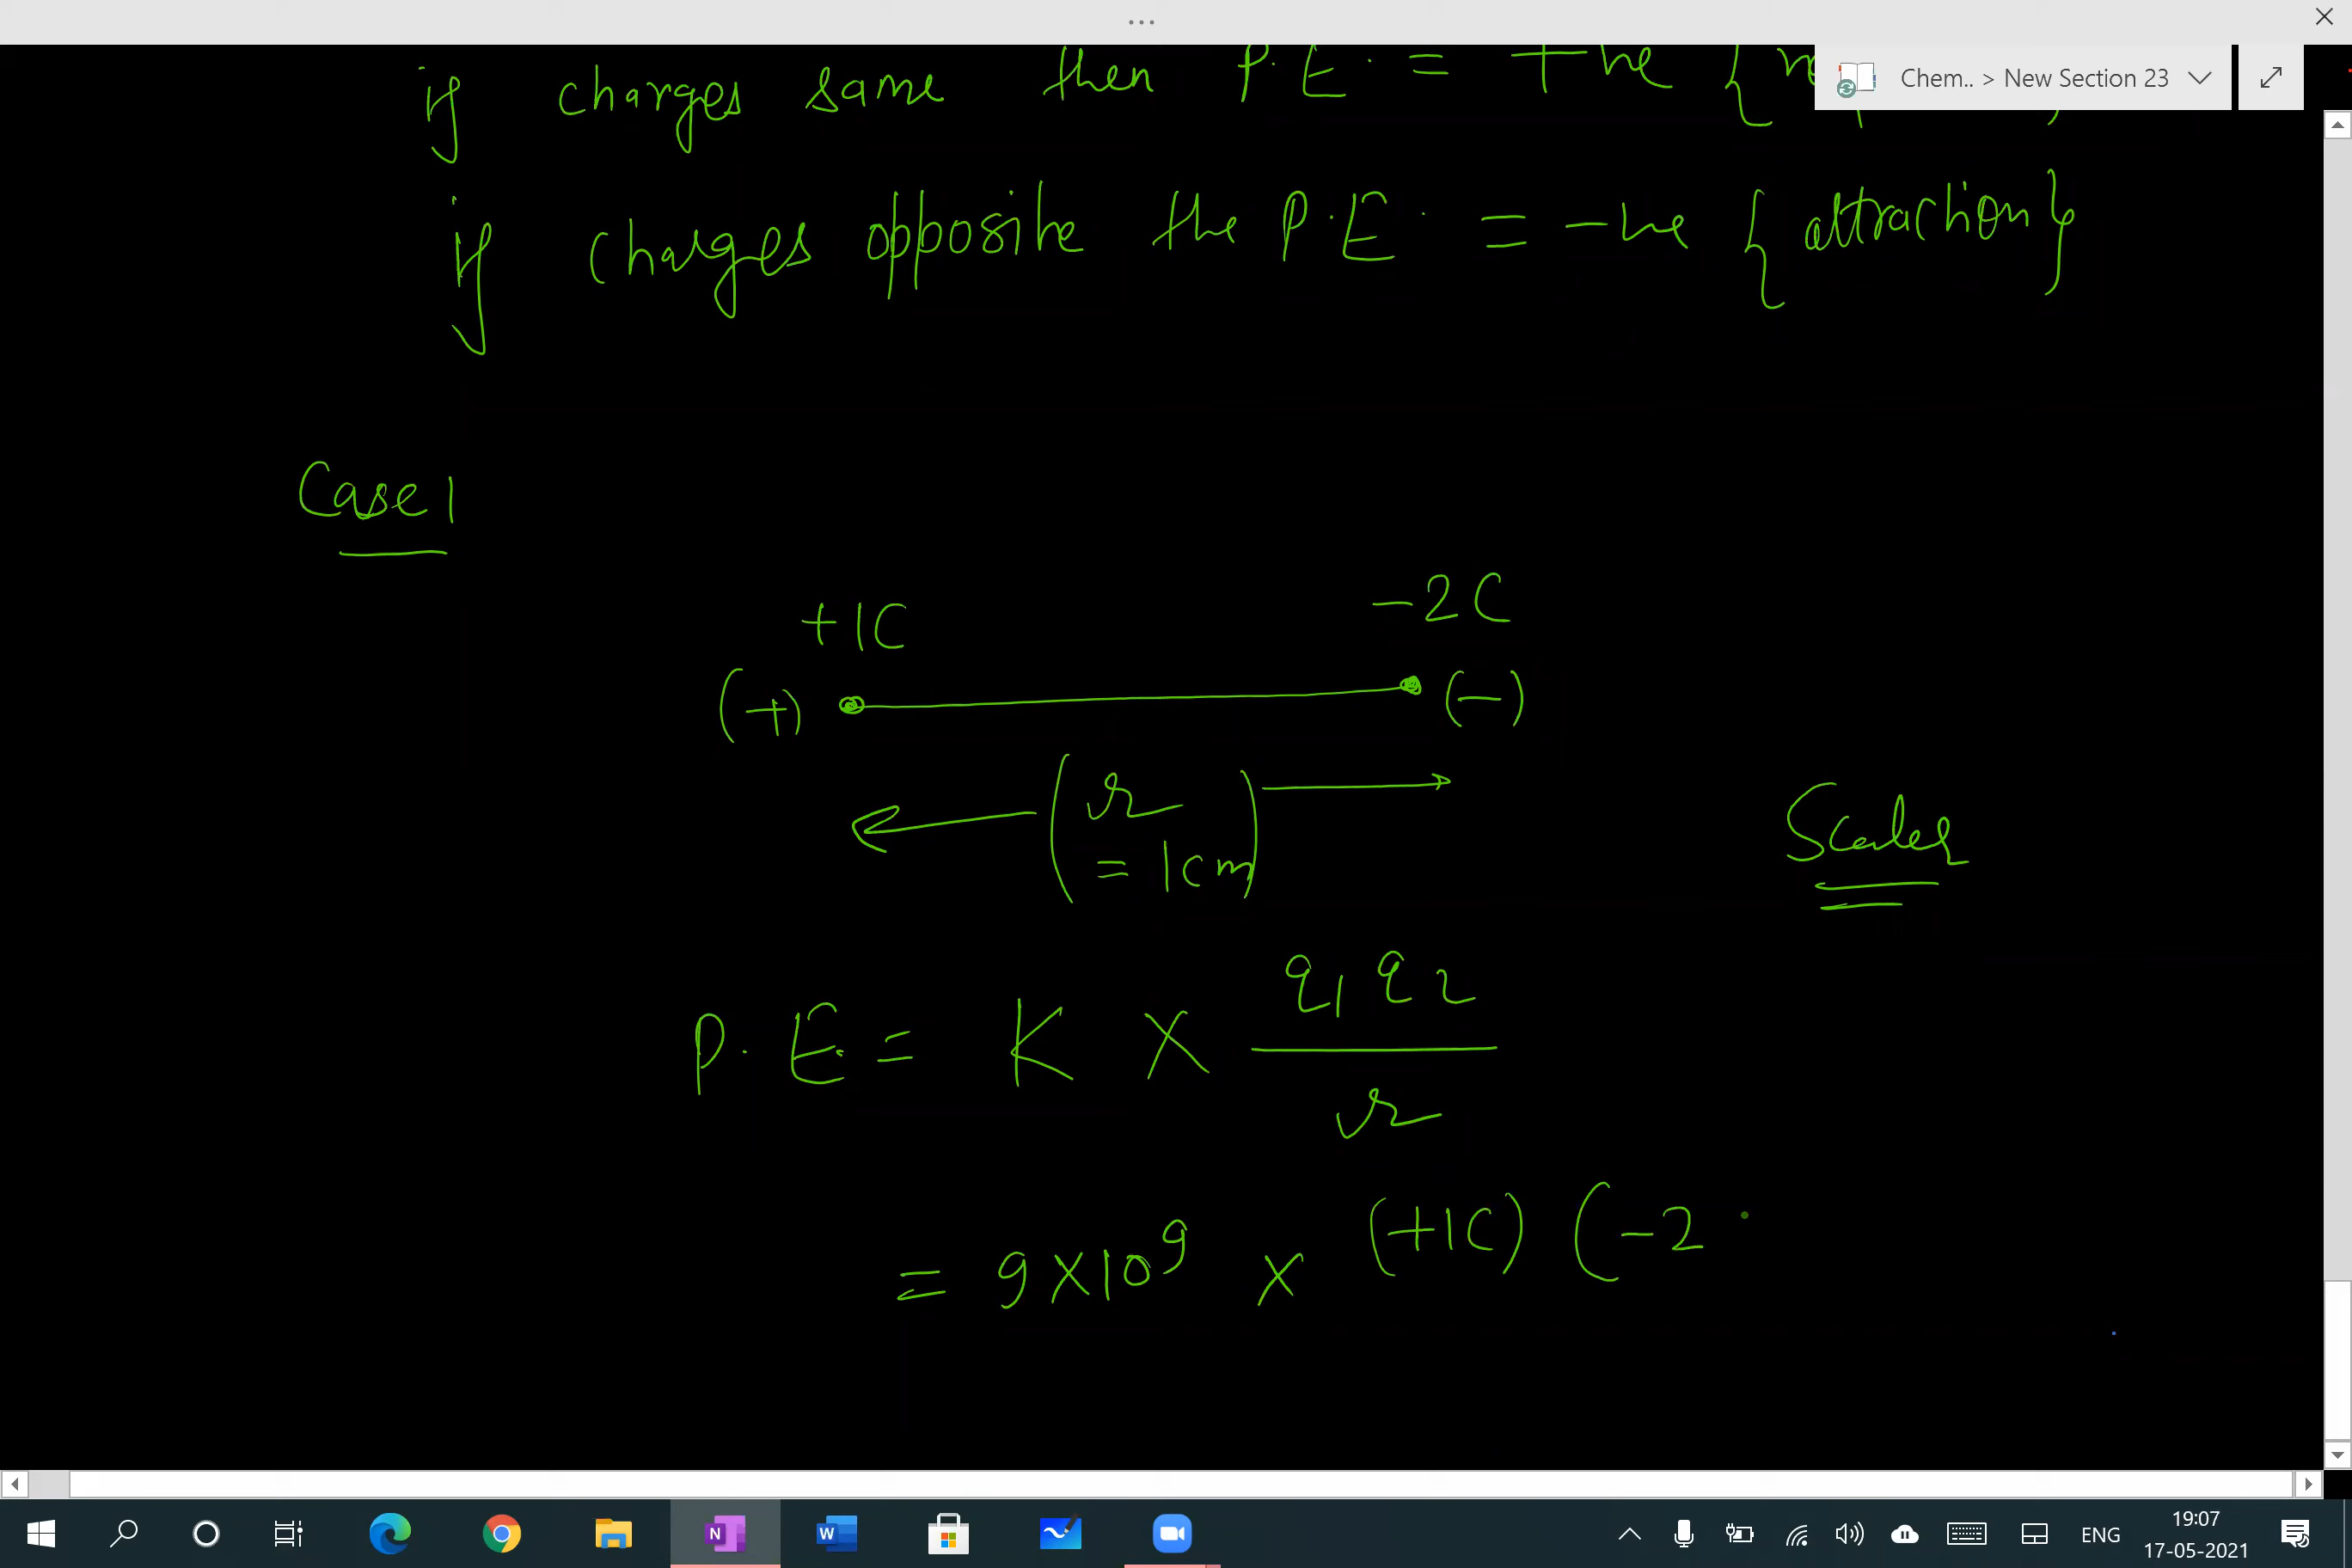 ...
Chem.. > New Section 23
if charges same then P.E. = +ve {
if charges opposite the P.E. = -ve {attraction}
Case 1
+1C -2C
(+) (-)
(r
= 1cm)
Scaler
P.E. = K X q1 q2
r
= 9X10^9 x (+1C) (-2
N
W
ENG
19:07
17-05-2021